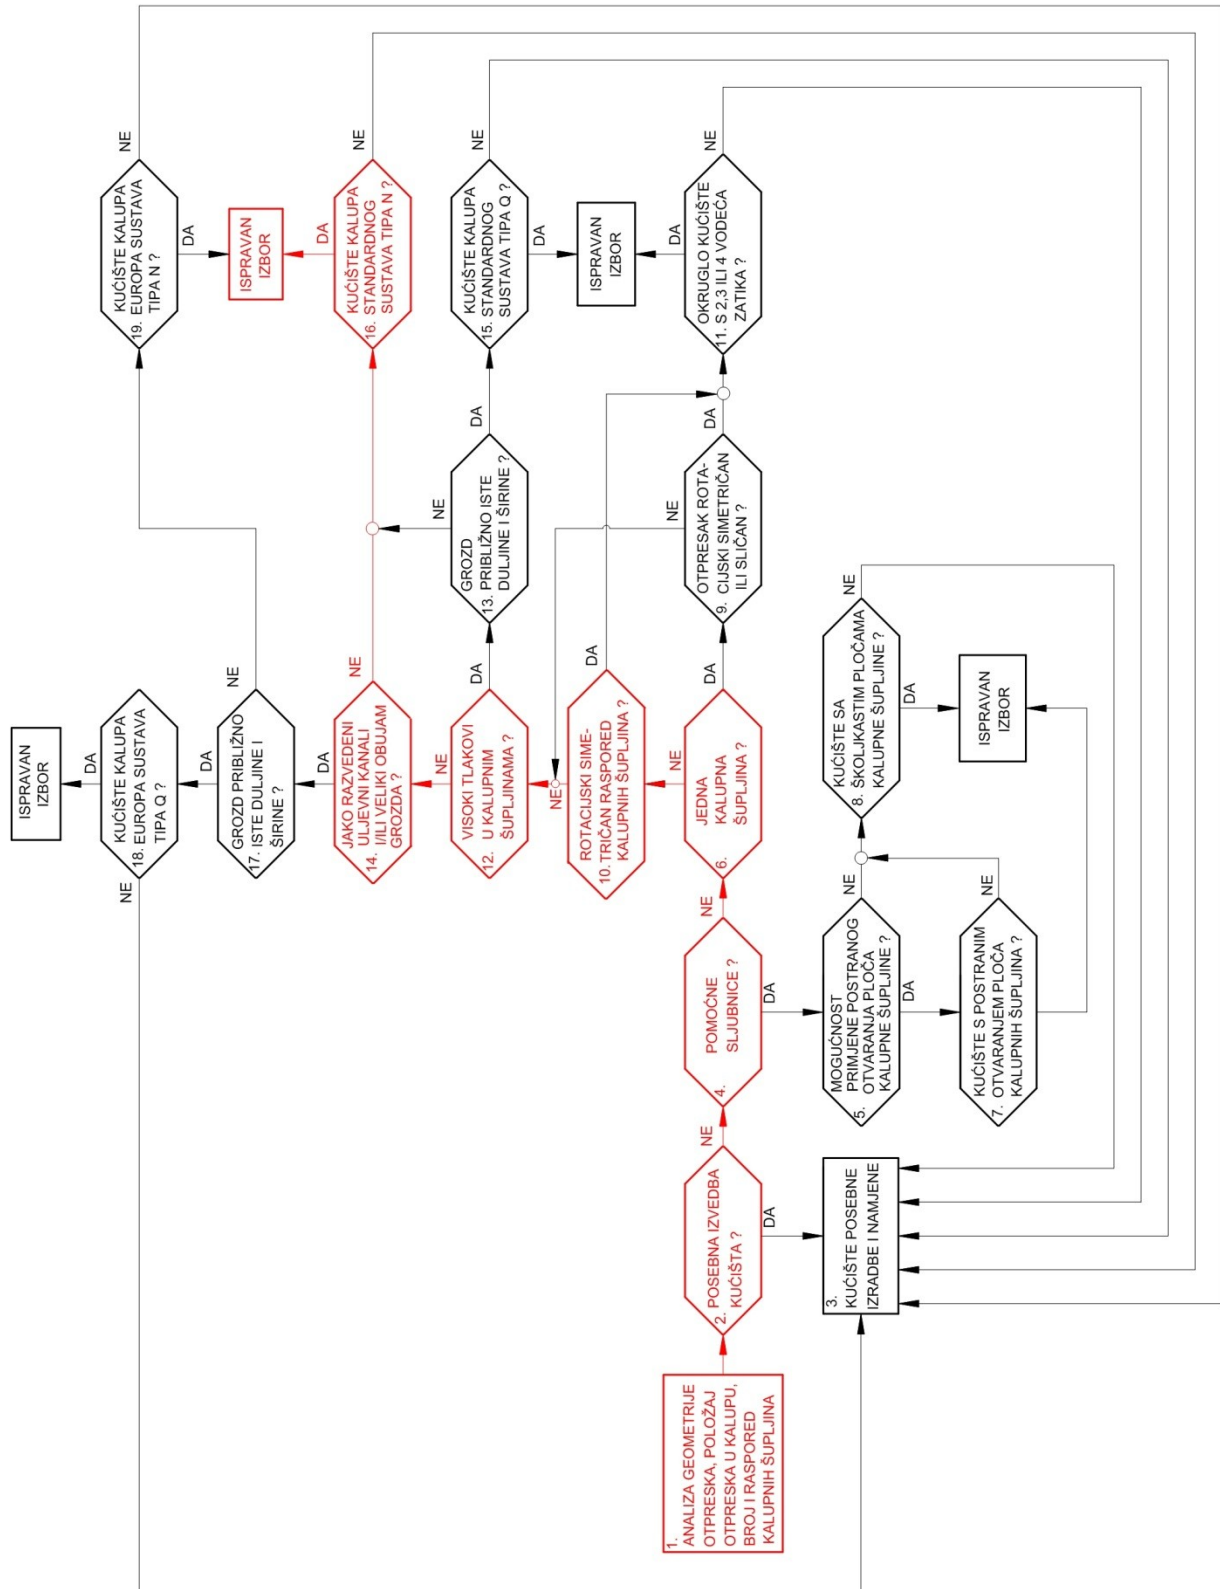 1.
ANALIZA GEOMETRIJE
OTPRESKA, POLOŽAJ
OTPRESKA U KALUPU,
BROJ I RASPORED
KALUPNIH ŠUPLJINA
2. POSEBNA IZVEDBA
KUĆIŠTA ?
NE
DA
3.
KUĆIŠTE POSEBNE
IZRADBE I NAMJENE
4. POMOĆNE
SLJUBNICE ?
NE
DA
MOGUĆNOST
PRIMJENE POSTRANOG
5. OTVARANJA PLOČA
KALUPNE ŠUPLJINE ?
NE
DA
KUĆIŠTE S POSTRANIM
7. OTVARANJEM PLOČA
KALUPNIH ŠUPLJINA ?
NE
JEDNA
6. KALUPNA
ŠUPLJINA ?
NE
DA
KUĆIŠTE SA
8. ŠKOLJKASTIM PLOČAMA
KALUPNE ŠUPLJINE ?
NE
DA
ISPRAVAN
IZBOR
OTPRESAK ROTA-
9. CIJSKI SIMETRIČAN
ILI SLIČAN ?
NE
DA
ROTACIJSKI SIME-
10. TRIČAN RASPORED
KALUPNIH ŠUPLJINA ?
NE
DA
OKRUGLO KUĆIŠTE
11. S 2,3 ILI 4 VODEĆA
ZATIKA ?
NE
DA
ISPRAVAN
IZBOR
VISOKI TLAKOVI
12. U KALUPNIM
ŠUPLJINAMA ?
NE
DA
GROZD
13. PRIBLIŽNO ISTE
DULJINE I ŠIRINE ?
NE
DA
JAKO RAZVEDENI
ULJEVNI KANALI
14. I/ILI VELIKI OBUJAM
GROZDA ?
NE
DA
KUĆIŠTE KALUPA
15. STANDARDNOG
SUSTAVA TIPA Q ?
NE
DA
KUĆIŠTE KALUPA
16. STANDARDNOG
SUSTAVA TIPA N ?
NE
DA
ISPRAVAN
IZBOR
GROZD PRIBLIŽNO
17. ISTE DULJINE I
ŠIRINE ?
NE
DA
KUĆIŠTE KALUPA
18. EUROPA SUSTAVA
TIPA Q ?
NE
DA
ISPRAVAN
IZBOR
KUĆIŠTE KALUPA
19. EUROPA SUSTAVA
TIPA N ?
NE
DA